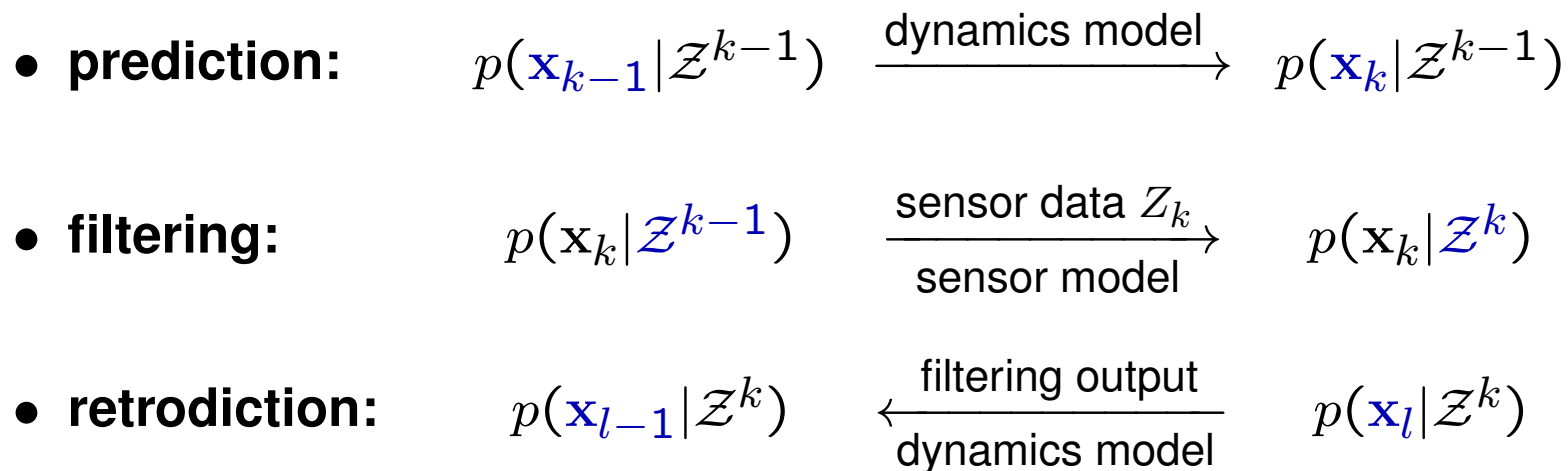 • prediction: p(x_{k−1}|𝒵^{k−1}) dynamics model → p(x_k|𝒵^{k−1})
• filtering: p(x_k|𝒵^{k−1}) sensor data Z_k → sensor model p(x_k|𝒵^k)
• retrodiction: p(x_{l−1}|𝒵^k) filtering output ← dynamics model p(x_l|𝒵^k)